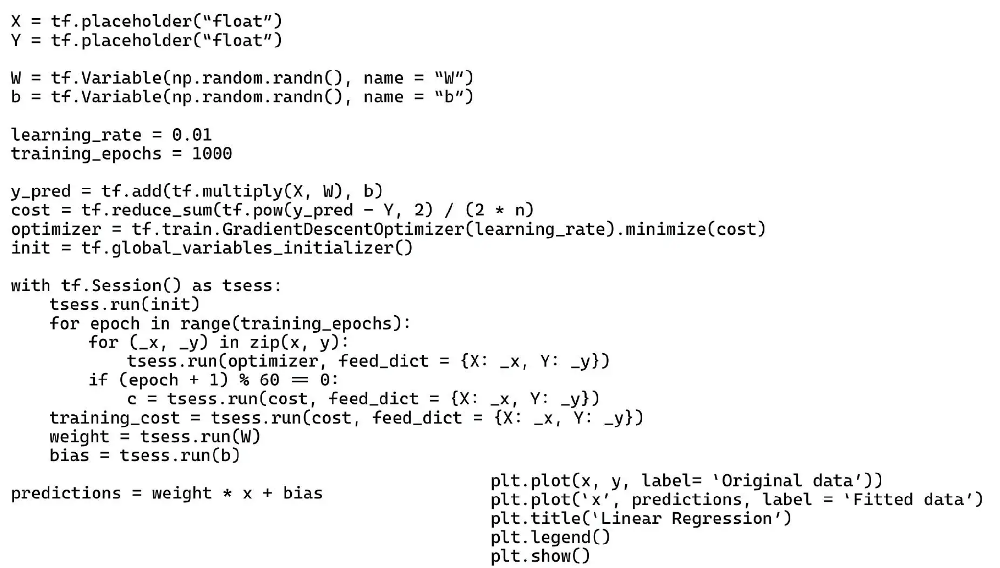 X = tf.placeholder(“float”)
Y = tf.placeholder(“float”)
W = tf.Variable(np.random.randn(), name = “W”)
b = tf.Variable(np.random.randn(), name = “b”)
learning_rate = 0.01
training_epochs = 1000
y_pred = tf.add(tf.multiply(X, W), b)
cost = tf.reduce_sum(tf.pow(y_pred - Y, 2) / (2 * n)
optimizer = tf.train.GradientDescentOptimizer(learning_rate).minimize(cost)
init = tf.global_variables_initializer()
with tf.Session() as tsess:
    tsess.run(init)
    for epoch in range(training_epochs):
        for (_x, _y) in zip(x, y):
            tsess.run(optimizer, feed_dict = {X: _x, Y: _y})
        if (epoch + 1) % 60 == 0:
            c = tsess.run(cost, feed_dict = {X: _x, Y: _y})
    training_cost = tsess.run(cost, feed_dict = {X: _x, Y: _y})
    weight = tsess.run(W)
    bias = tsess.run(b)
predictions = weight * x + bias
plt.plot(x, y, label= ‘Original data’))
plt.plot(‘x’, predictions, label = ‘Fitted data’)
plt.title(‘Linear Regression’)
plt.legend()
plt.show()